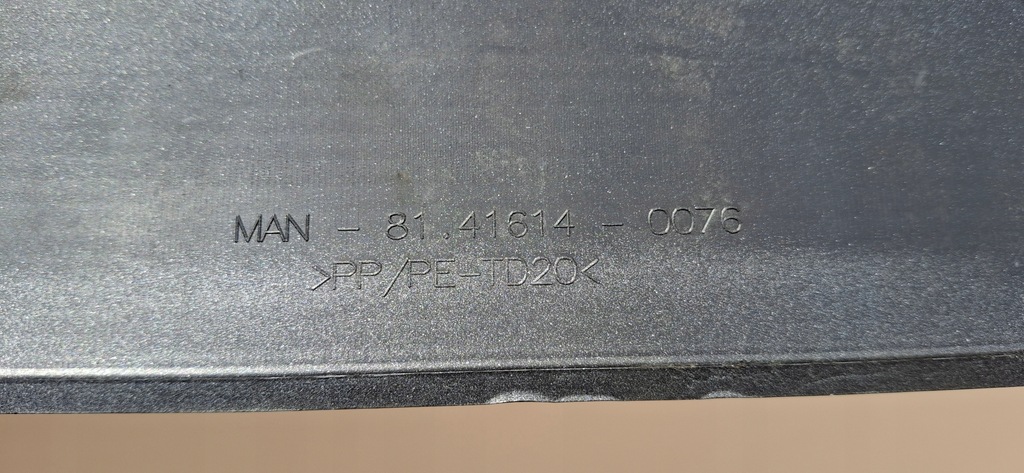 MAN - 81.41614 - 0076
>PP/PE-TD20<